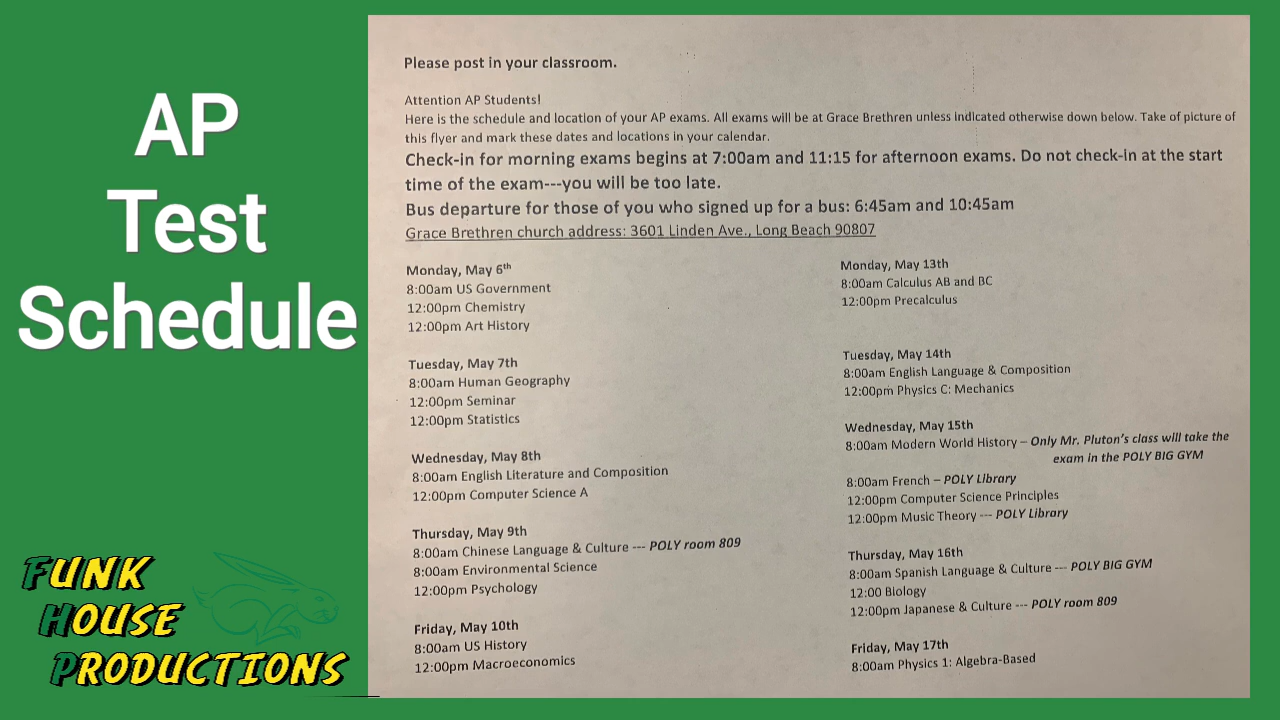 AP
Test
Schedule
FUNK
HOUSE
PRODUCTIONS
Please post in your classroom.
Attention AP Students!
Here is the schedule and location of your AP exams. All exams will be at Grace Brethren unless indicated otherwise down below. Take of picture of
this flyer and mark these dates and locations in your calendar.
Check-in for morning exams begins at 7:00am and 11:15 for afternoon exams. Do not check-in at the start
time of the exam---you will be too late.
Bus departure for those of you who signed up for a bus: 6:45am and 10:45am
Grace Brethren church address: 3601 Linden Ave., Long Beach 90807
Monday, May 6th
8:00am US Government
12:00pm Chemistry
12:00pm Art History
Tuesday, May 7th
8:00am Human Geography
12:00pm Seminar
12:00pm Statistics
Wednesday, May 8th
8:00am English Literature and Composition
12:00pm Computer Science A
Thursday, May 9th
8:00am Chinese Language & Culture --- POLY room 809
8:00am Environmental Science
12:00pm Psychology
Friday, May 10th
8:00am US History
12:00pm Macroeconomics
Monday, May 13th
8:00am Calculus AB and BC
12:00pm Precalculus
Tuesday, May 14th
8:00am English Language & Composition
12:00pm Physics C: Mechanics
Wednesday, May 15th
8:00am Modern World History – Only Mr. Pluton's class will take the
exam in the POLY BIG GYM
8:00am French – POLY Library
12:00pm Computer Science Principles
12:00pm Music Theory --- POLY Library
Thursday, May 16th
8:00am Spanish Language & Culture --- POLY BIG GYM
12:00 Biology
12:00pm Japanese & Culture --- POLY room 809
Friday, May 17th
8:00am Physics 1: Algebra-Based